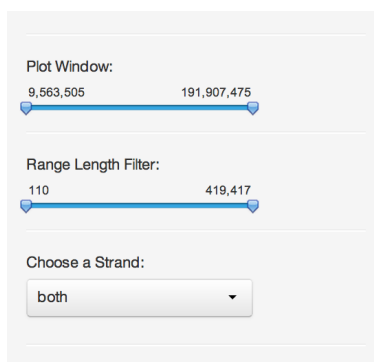 Plot Window:
9,563,505 191,907,475
Range Length Filter:
110 419,417
Choose a Strand:
both